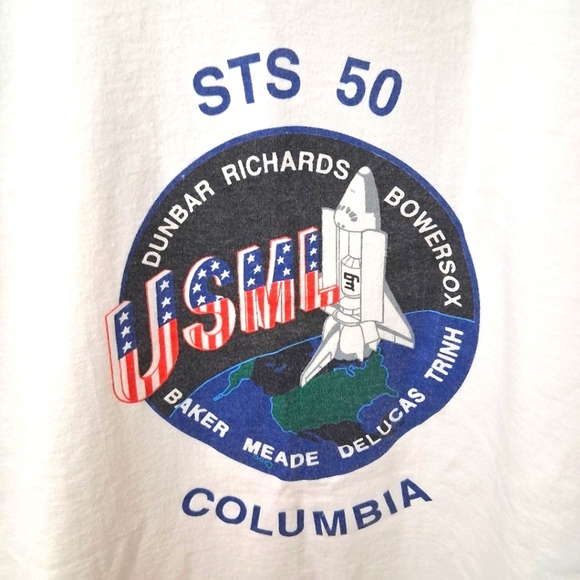 STS 50
DUNBAR RICHARDS BOWERSOX
USML
BAKER MEADE DELUCAS TRINH
COLUMBIA